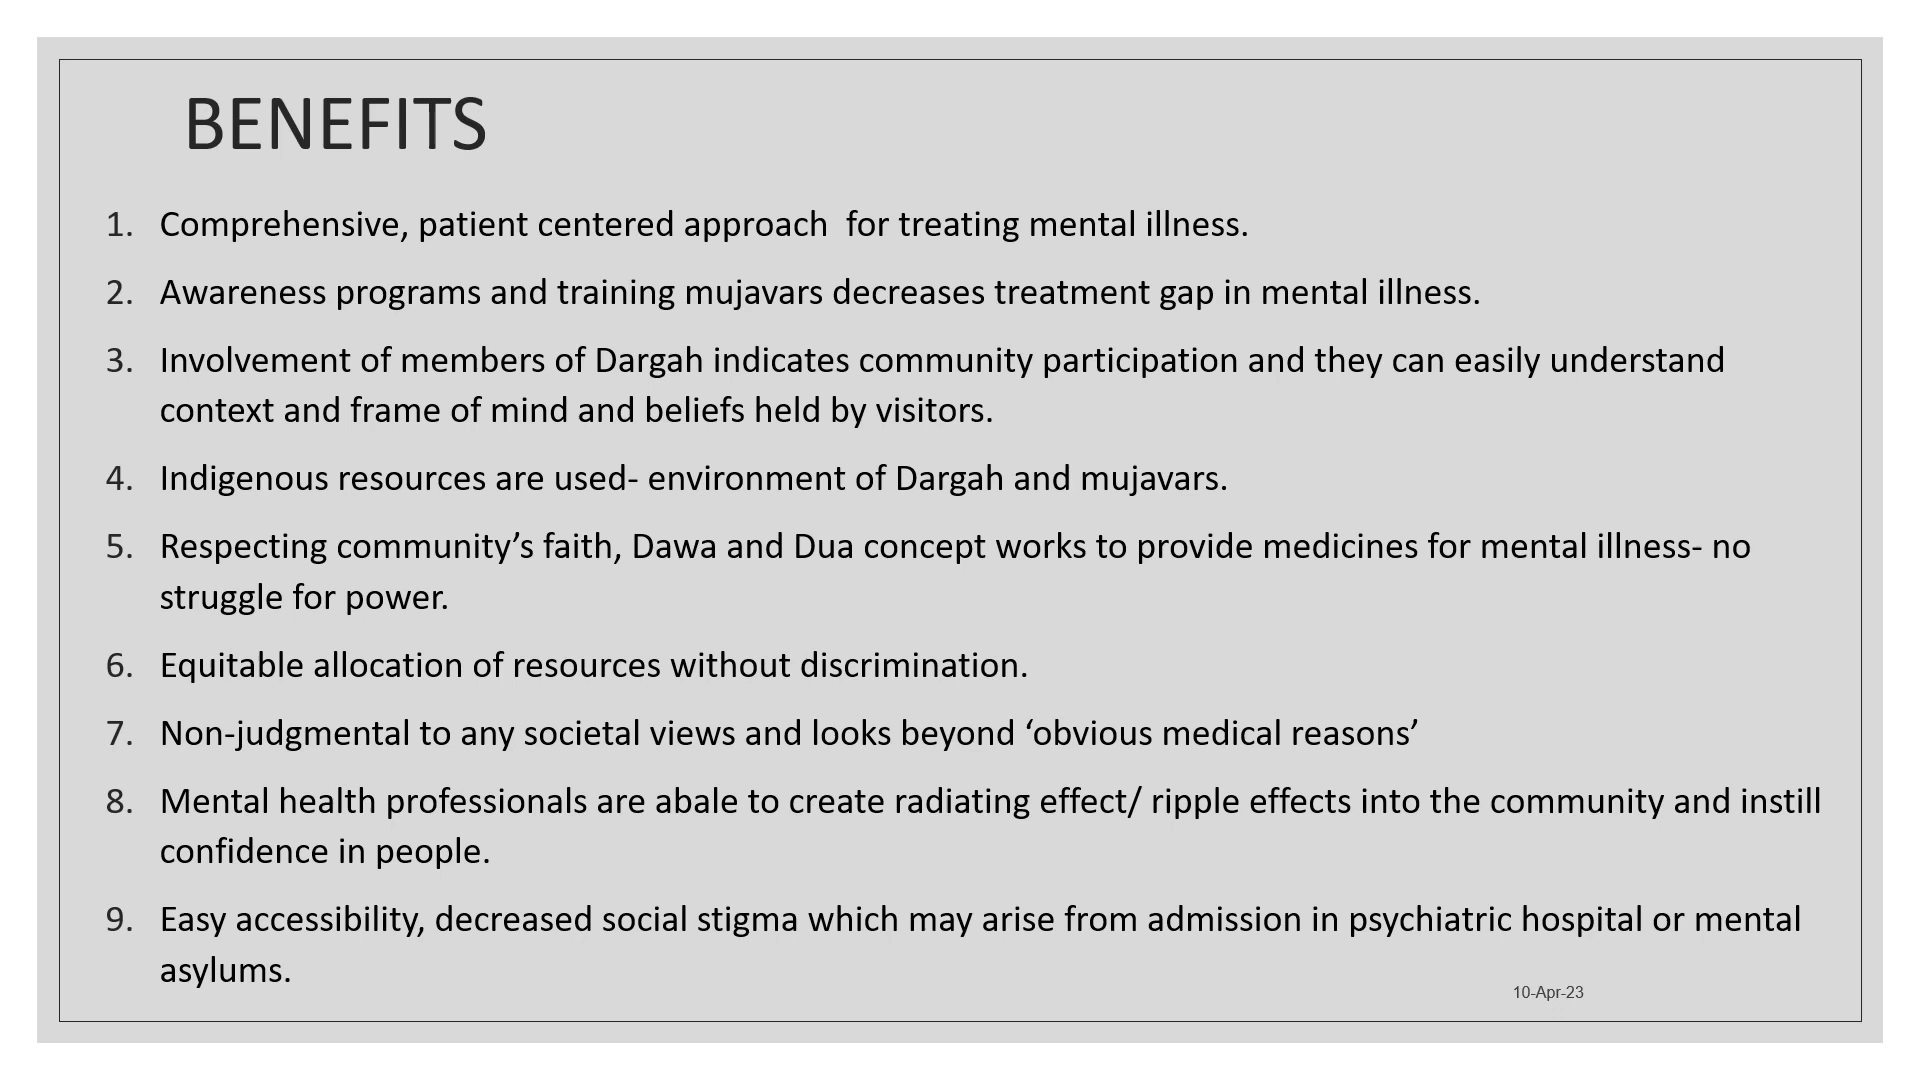 BENEFITS
1. Comprehensive, patient centered approach  for treating mental illness.
2. Awareness programs and training mujavars decreases treatment gap in mental illness.
3. Involvement of members of Dargah indicates community participation and they can easily understand
context and frame of mind and beliefs held by visitors.
4. Indigenous resources are used- environment of Dargah and mujavars.
5. Respecting community’s faith, Dawa and Dua concept works to provide medicines for mental illness- no
struggle for power.
6. Equitable allocation of resources without discrimination.
7. Non-judgmental to any societal views and looks beyond ‘obvious medical reasons’
8. Mental health professionals are abale to create radiating effect/ ripple effects into the community and instill
confidence in people.
9. Easy accessibility, decreased social stigma which may arise from admission in psychiatric hospital or mental
asylums.
10-Apr-23